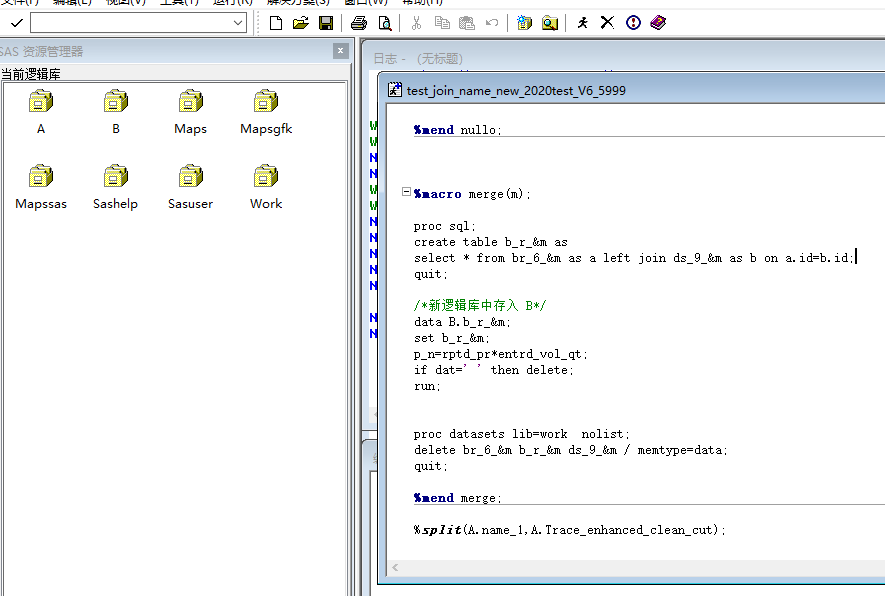 文件(F) 编辑(E) 视图(V) 工具(T) 运行(R) 解决方案(S) 窗口(W) 帮助(H)
SAS 资源管理器
当前逻辑库
A
B
Maps
Mapsgfk
Mapssas
Sashelp
Sasuser
Work
日志 - (无标题)
test_join_name_new_2020test_V6_5999
%mend nullo;
%macro merge(m);
proc sql;
create table b_r_&m as
select * from br_6_&m as a left join ds_9_&m as b on a.id=b.id;
quit;
/*新逻辑库中存入 B*/
data B.b_r_&m;
set b_r_&m;
p_n=rptd_pr*entrd_vol_qt;
if dat=' ' then delete;
run;
proc datasets lib=work  nolist;
delete br_6_&m b_r_&m ds_9_&m / memtype=data;
quit;
%mend merge;
%split(A.name_1,A.Trace_enhanced_clean_cut);